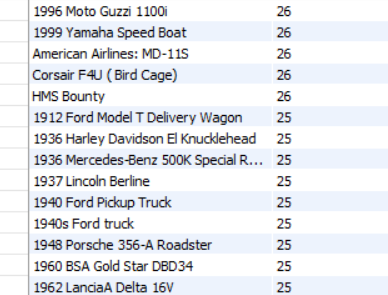 1996 Moto Guzzi 1100i 26
1999 Yamaha Speed Boat 26
American Airlines: MD-11S 26
Corsair F4U ( Bird Cage) 26
HMS Bounty 26
1912 Ford Model T Delivery Wagon 25
1936 Harley Davidson El Knucklehead 25
1936 Mercedes-Benz 500K Special R... 25
1937 Lincoln Berline 25
1940 Ford Pickup Truck 25
1940s Ford truck 25
1948 Porsche 356-A Roadster 25
1960 BSA Gold Star DBD34 25
1962 LanciaA Delta 16V 25